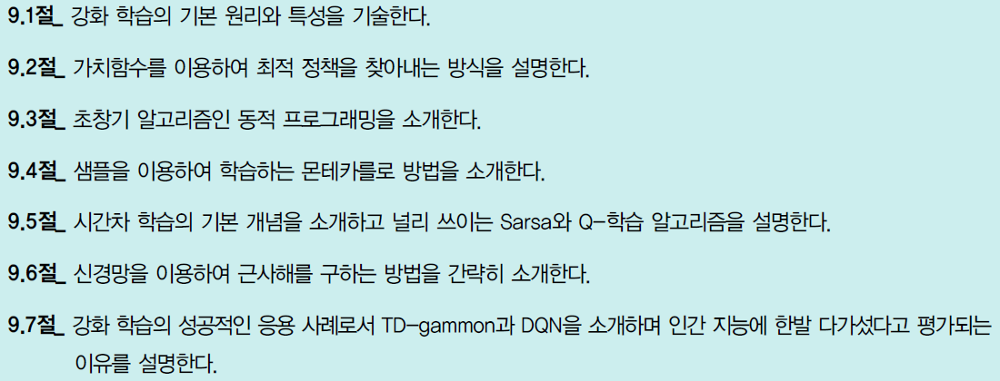 9.1절_ 강화 학습의 기본 원리와 특성을 기술한다.
9.2절_ 가치함수를 이용하여 최적 정책을 찾아내는 방식을 설명한다.
9.3절_ 초창기 알고리즘인 동적 프로그래밍을 소개한다.
9.4절_ 샘플을 이용하여 학습하는 몬테카를로 방법을 소개한다.
9.5절_ 시간차 학습의 기본 개념을 소개하고 널리 쓰이는 Sarsa와 Q-학습 알고리즘을 설명한다.
9.6절_ 신경망을 이용하여 근사해를 구하는 방법을 간략히 소개한다.
9.7절_ 강화 학습의 성공적인 응용 사례로서 TD-gammon과 DQN을 소개하며 인간 지능에 한발 다가섰다고 평가되는
이유를 설명한다.